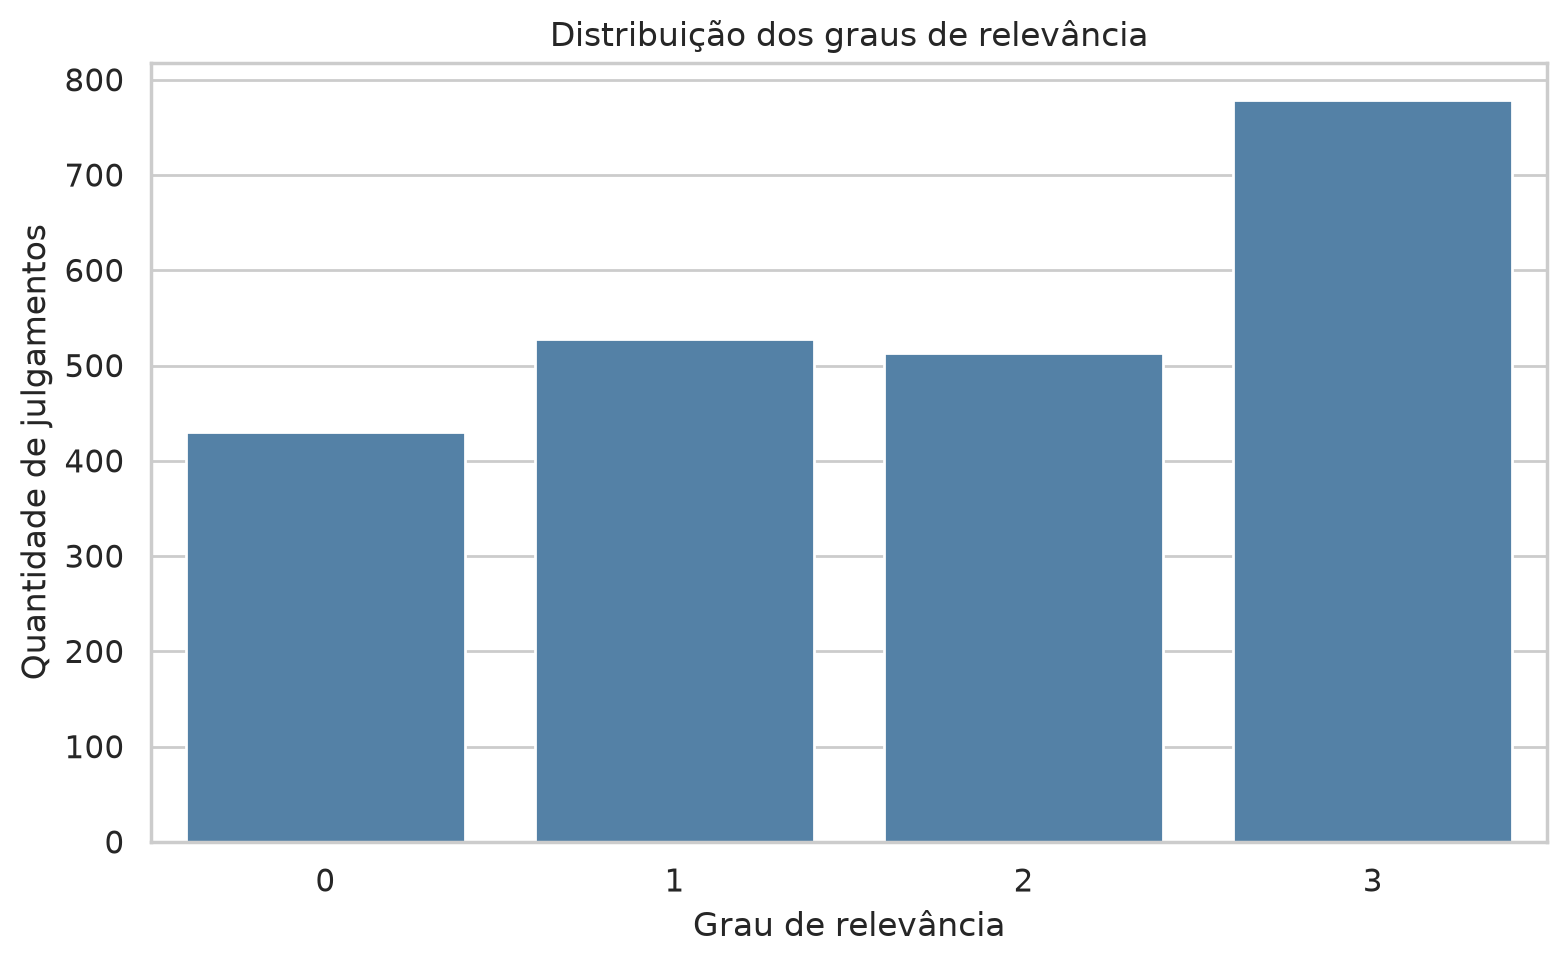 Distribuição dos graus de relevância
800
700
600
500
400
300
200
100
0
Quantidade de julgamentos
0 1 2 3
Grau de relevância